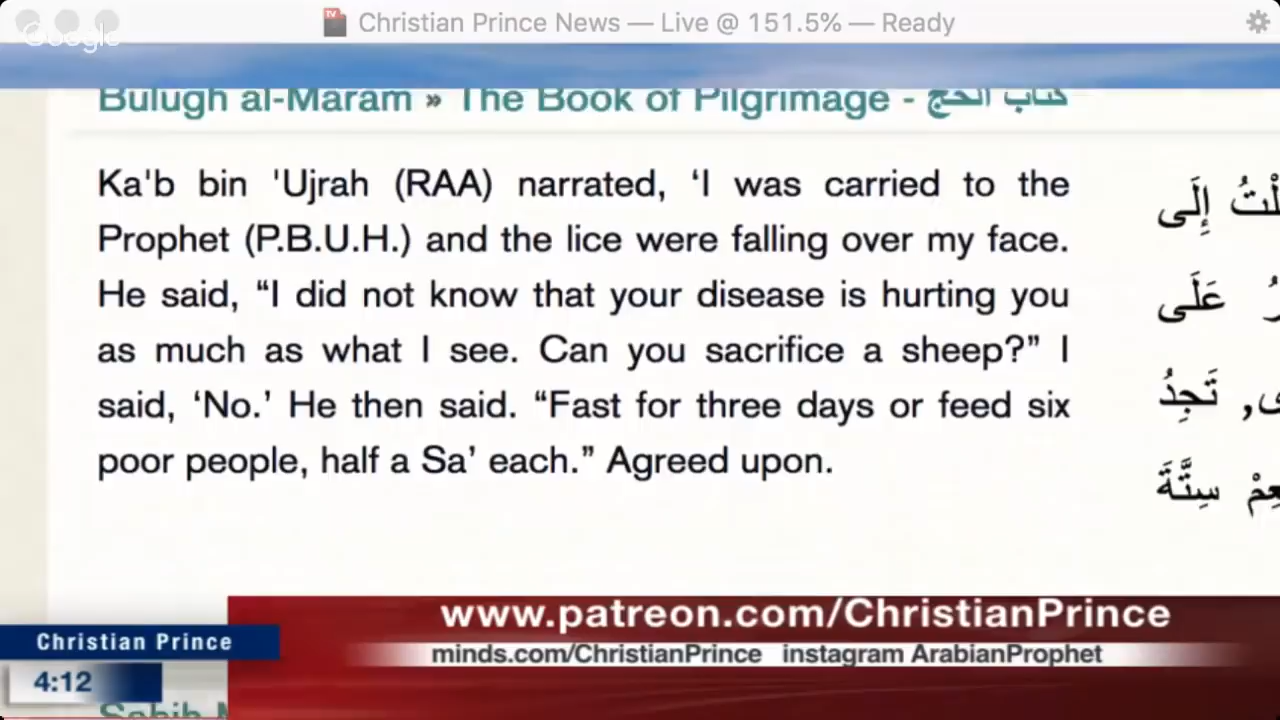 Christian Prince News — Live @ 151.5% — Ready
Google
Bulugh al-Maram » The Book of Pilgrimage - كتاب الحج
Ka'b bin 'Ujrah (RAA) narrated, ‘I was carried to the
Prophet (P.B.U.H.) and the lice were falling over my face.
He said, “I did not know that your disease is hurting you
as much as what I see. Can you sacrifice a sheep?” I
said, ‘No.’ He then said. “Fast for three days or feed six
poor people, half a Sa’ each.” Agreed upon.
إِلَى
عَلَى
تَجِدُ
سِتَّةَ
www.patreon.com/ChristianPrince
minds.com/ChristianPrince instagram ArabianProphet
Christian Prince
4:12
Sahih